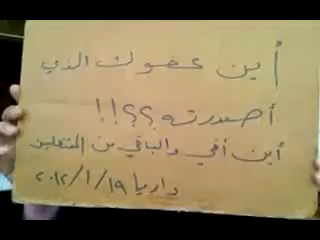 أين عفوك الذي
أصدرته ؟؟!!
أين أخي والباقي من المعتقلين
داريا ٢٠١٢/١/١٩